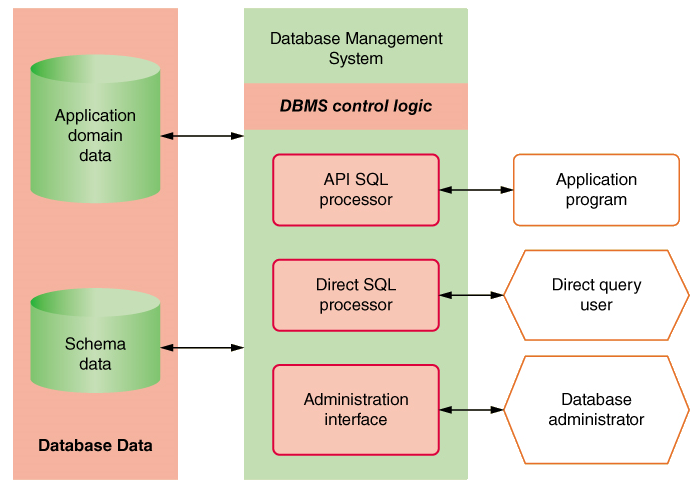 Database Management
System
DBMS control logic
Application
domain
data
API SQL
processor
Application
program
Direct SQL
processor
Direct query
user
Schema
data
Administration
interface
Database
administrator
Database Data